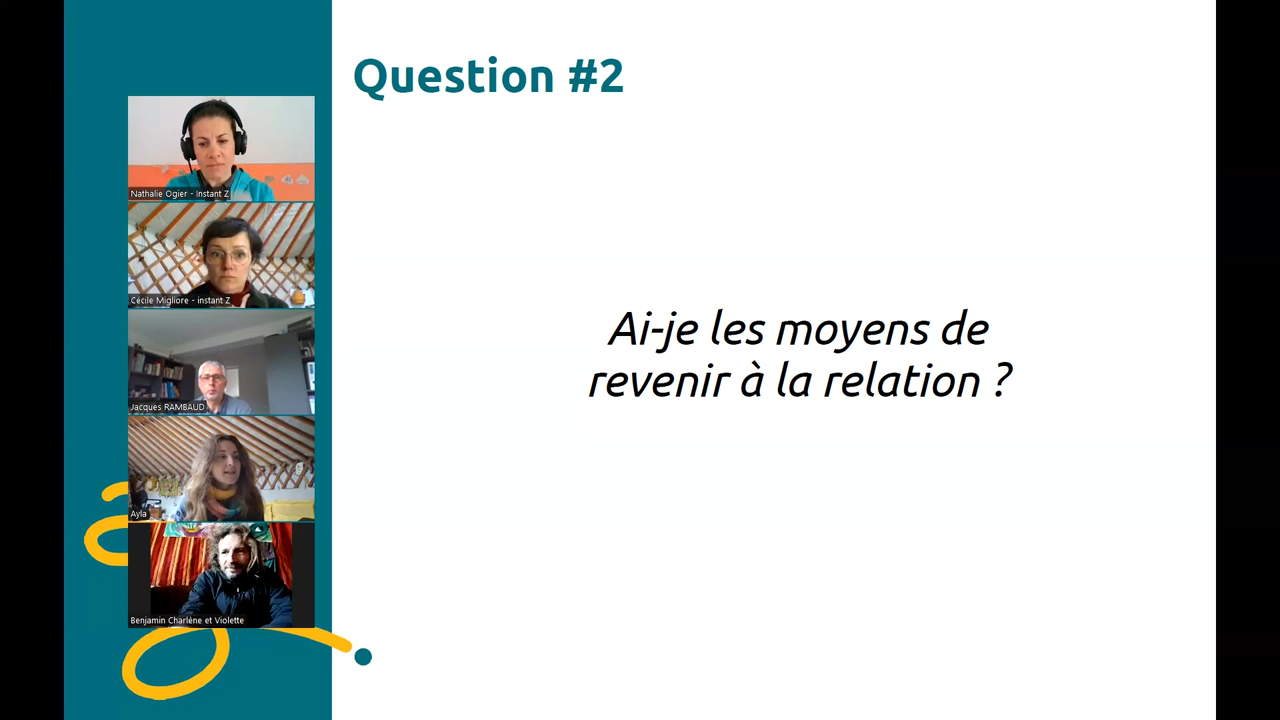 Question #2
Nathalie Ogier - Instant Z
Cécile Migliore - instant Z
Jacques RAMBAUD
Ayla
Benjamin Charlène et Violette
Ai-je les moyens de
revenir à la relation ?